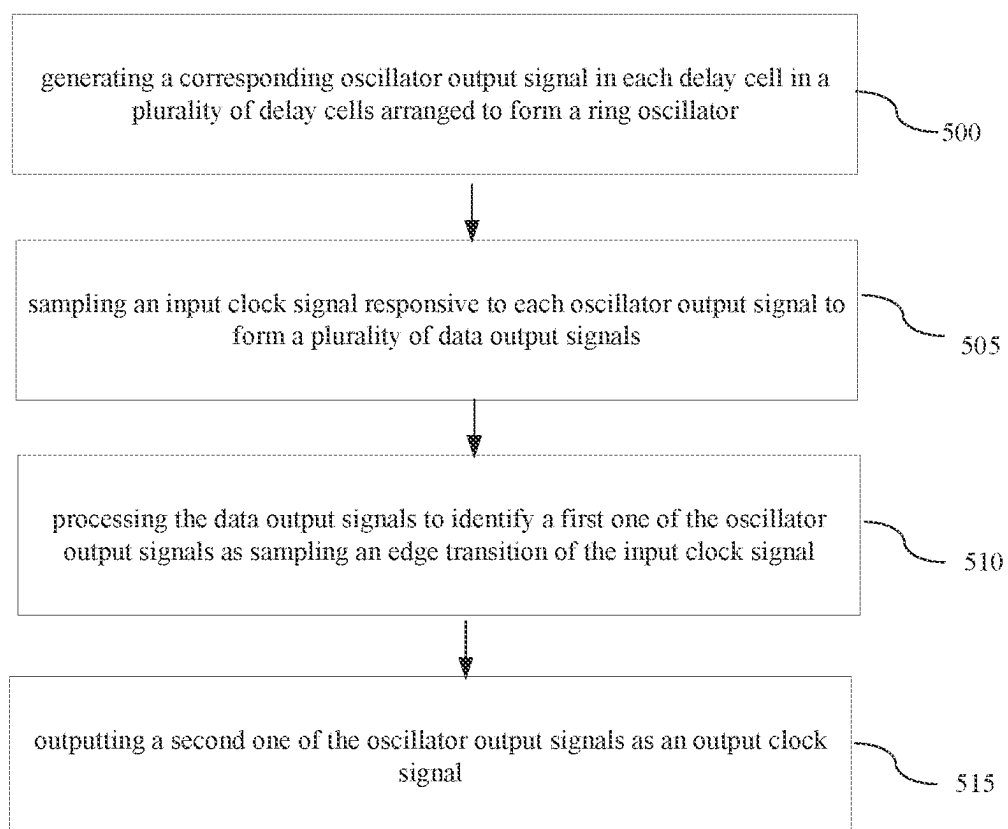 generating a corresponding oscillator output signal in each delay cell in a
plurality of delay cells arranged to form a ring oscillator
500
sampling an input clock signal responsive to each oscillator output signal to
form a plurality of data output signals
505
processing the data output signals to identify a first one of the oscillator
output signals as sampling an edge transition of the input clock signal
510
outputting a second one of the oscillator output signals as an output clock
signal
515